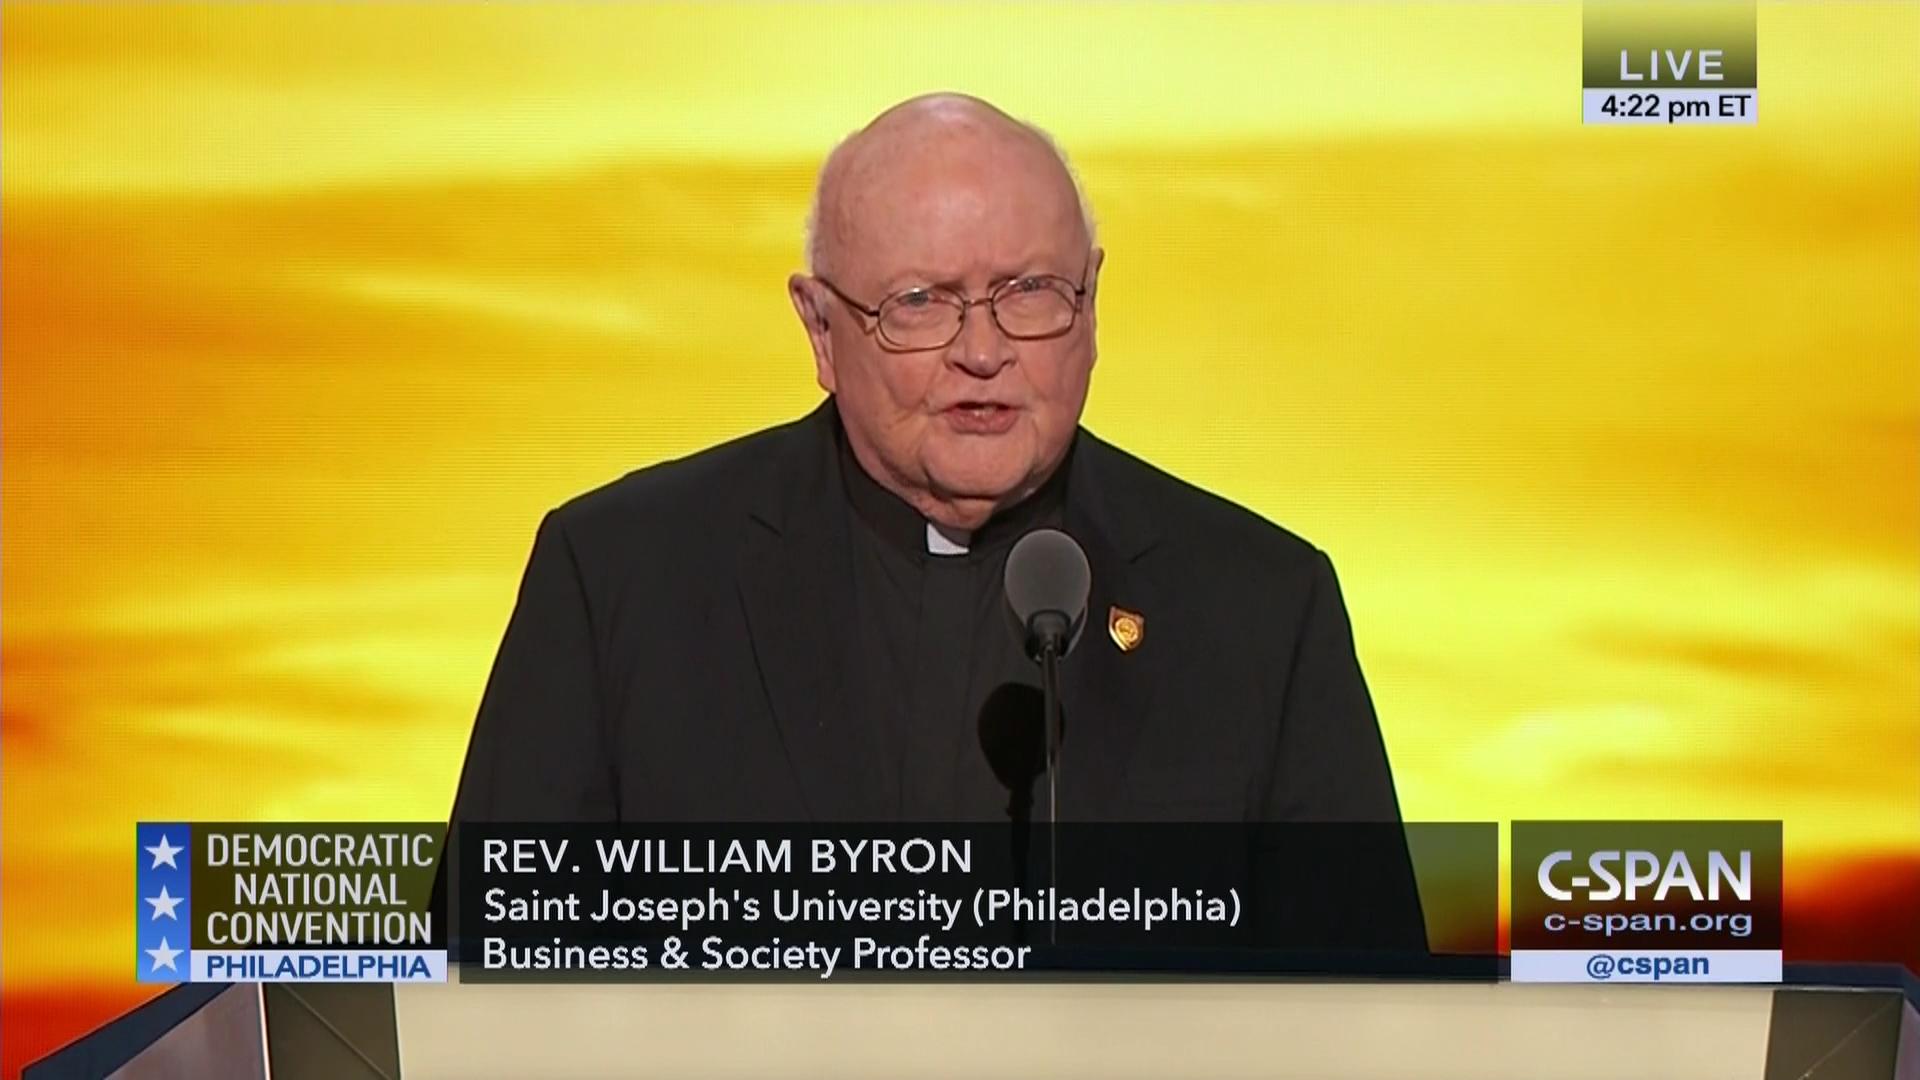 LIVE
4:22 pm ET
DEMOCRATIC
NATIONAL
CONVENTION
PHILADELPHIA
REV. WILLIAM BYRON
Saint Joseph's University (Philadelphia)
Business & Society Professor
C-SPAN
c-span.org
@cspan